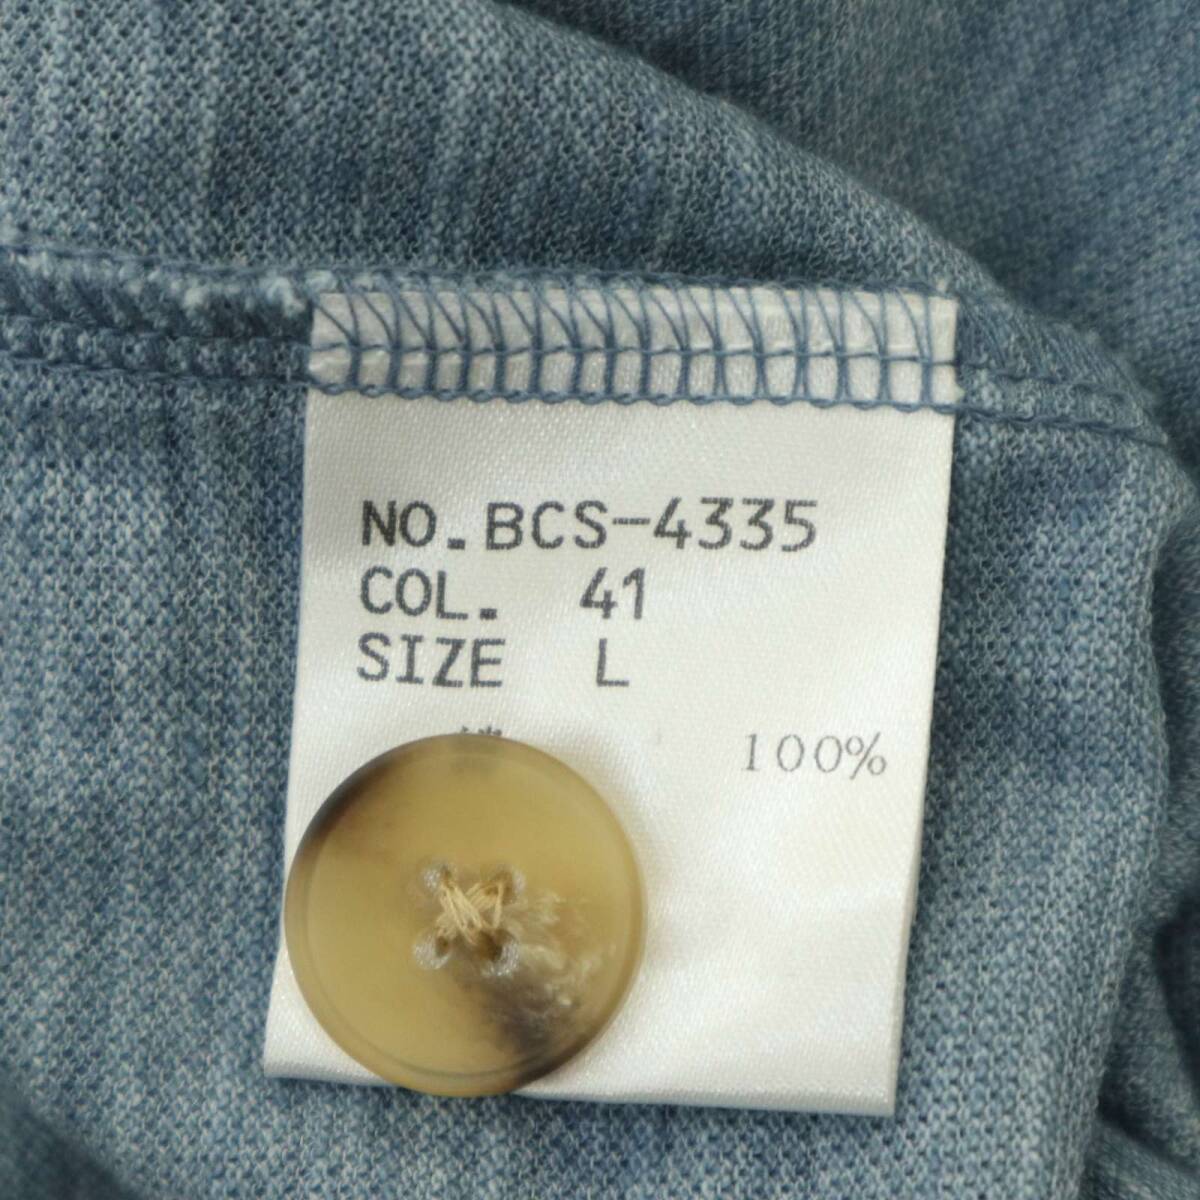 NO.BCS-4335
COL. 41
SIZE L
100%